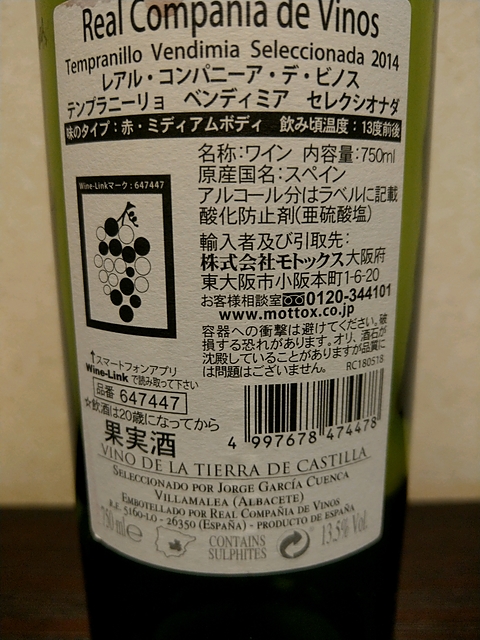 Real Compañía de Vinos
Tempranillo Vendimia Seleccionada 2014
レアル・コンパニーア・デ・ビノス
テンプラニーリョ ベンディミア セレクシオナダ
味のタイプ:赤・ミディアムボディ 飲み頃温度:13度前後
名称:ワイン 内容量:750ml
原産国名:スペイン
アルコール分はラベルに記載
酸化防止剤(亜硫酸塩)
Wine-Linkマーク:647447
輸入者及び引取先:
株式会社モトックス大阪府
東大阪市小阪本町1-6-20
お客様相談室 0120-344101
www.mottox.co.jp
容器への衝撃は避けてください。破
損する恐れがあります。オリ、酒石が
沈殿していることがありますが品質に
は問題はございません。
RC180518
↑スマートフォンアプリ
Wine-Linkで読み取って下さい
品番 647447
☆飲酒は20歳になってから
果実酒
4 997678 474478
VINO DE LA TIERRA DE CASTILLA
SELECCIONADO POR JORGE GARCÍA CUENCA
VILLAMALEA (ALBACETE)
EMBOTELLADO POR REAL COMPAÑIA DE VINOS
R.E. 5160-LO - 26350 (ESPAÑA) - PRODUCTO DE ESPAÑA
750 ml ℮
CONTAINS
SULPHITES
13.5% Vol.